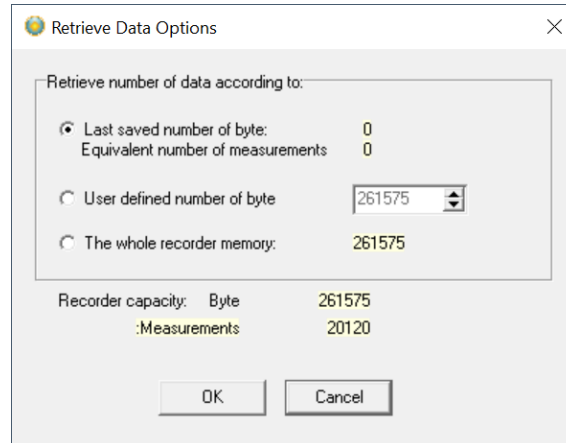 Retrieve Data Options
Retrieve number of data according to:
Last saved number of byte: 0
Equivalent number of measurements 0
User defined number of byte 261575
The whole recorder memory: 261575
Recorder capacity: Byte 261575
:Measurements 20120
OK Cancel